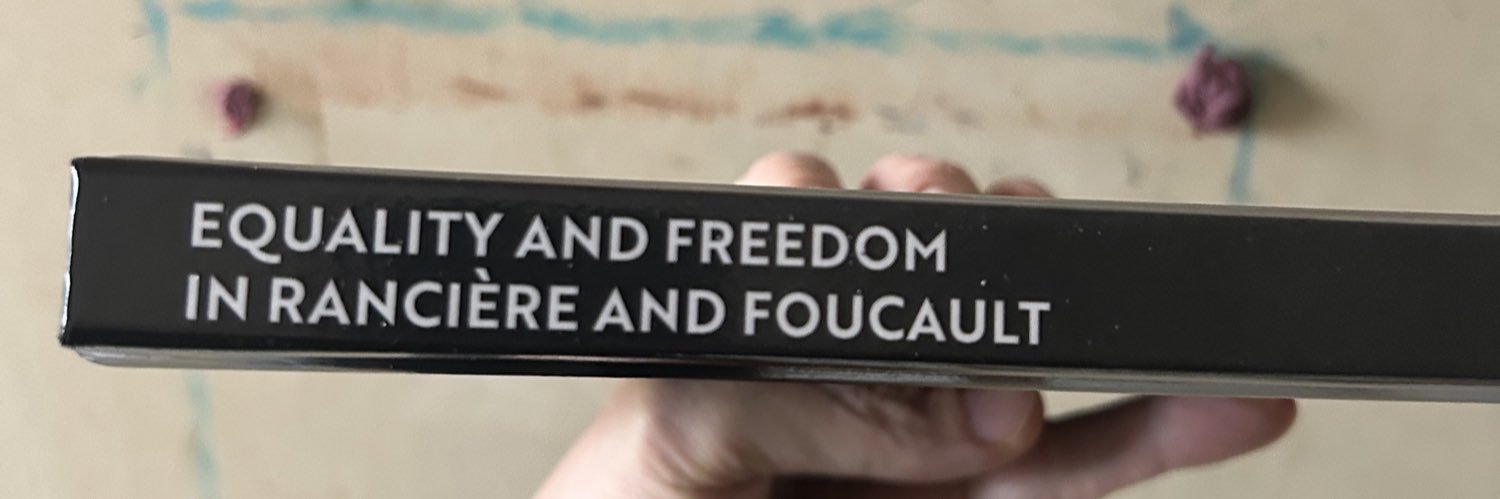 EQUALITY AND FREEDOM
IN RANCIÈRE AND FOUCAULT